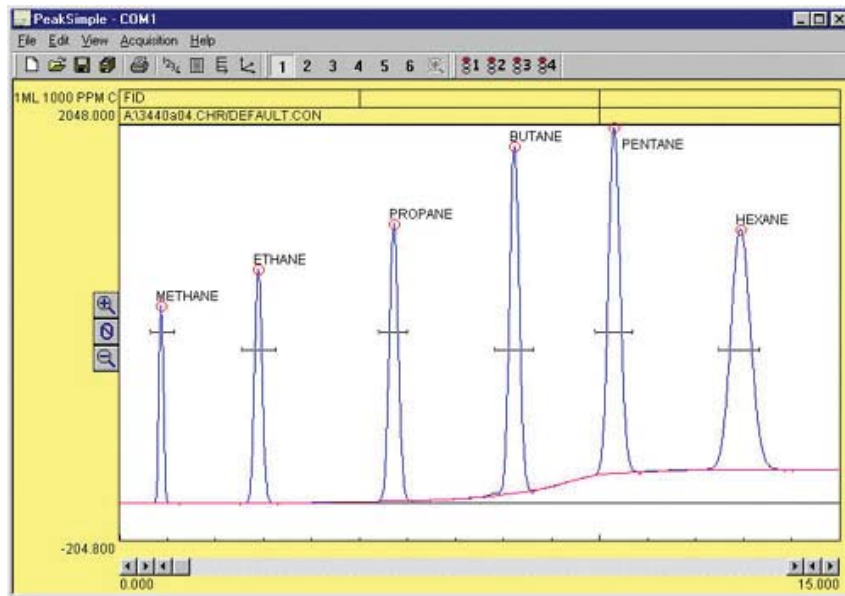 PeakSimple - COM1
File Edit View Acquisition Help
1 2 3 4 5 6 1 2 3 4
1ML 1000 PPM C FID
2048.000 A:\3440a04.CHR/DEFAULT.CON
BUTANE
PENTANE
PROPANE
HEXANE
ETHANE
METHANE
-204.800
0.000 15.000